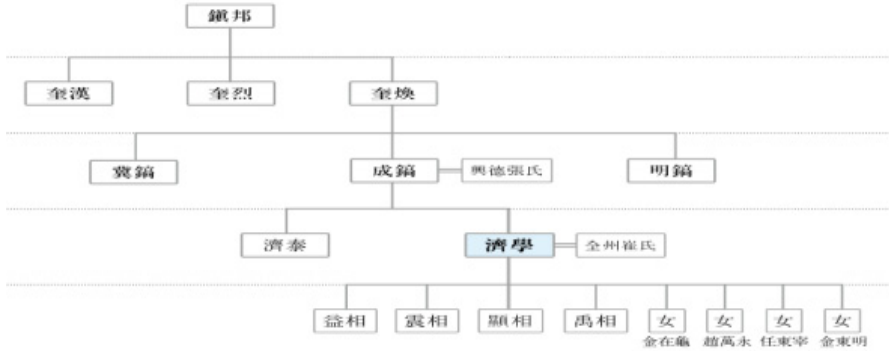 鎭邦
奎漢 奎烈 奎煥
冀鎬 成鎬 興德張氏 明鎬
濟泰 濟學 全州崔氏
益相 震相 顯相 禹相 女 女 女 女
金在龜 趙萬永 任東宰 金東明